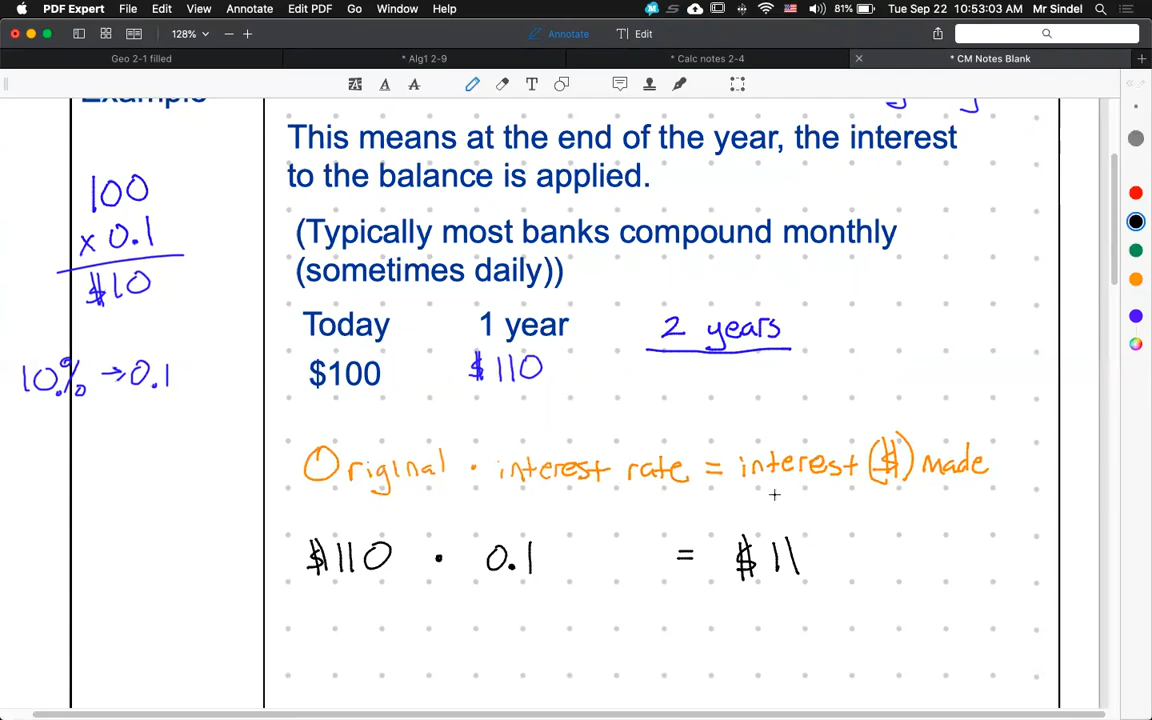 PDF Expert File Edit View Annotate Edit PDF Go Window Help 81% Tue Sep 22 10:53:03 AM Mr Sindel
128% Annotate Edit
Geo 2-1 filled * Alg1 2-9 * Calc notes 2-4 * CM Notes Blank
Example
This means at the end of the year, the interest
to the balance is applied.
(Typically most banks compound monthly
(sometimes daily))
100
x 0.1
$10
10% → 0.1
Today 1 year 2 years
$100 $110
Original · interest rate = interest ($) made
$110 · 0.1 = $11